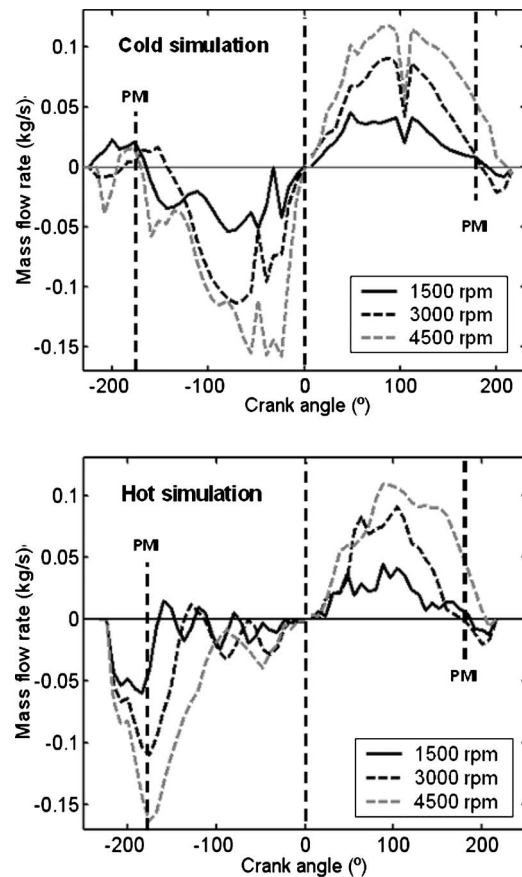 0.1
Cold simulation
PMI
0.05
0
-0.05
-0.1
-0.15
Mass flow rate (kg/s)
PMI
1500 rpm
3000 rpm
4500 rpm
-200 -100 0 100 200
Crank angle (º)
0.1
Hot simulation
PMI
0.05
0
-0.05
-0.1
-0.15
Mass flow rate (kg/s)
PMI
1500 rpm
3000 rpm
4500 rpm
-200 -100 0 100 200
Crank angle (º)